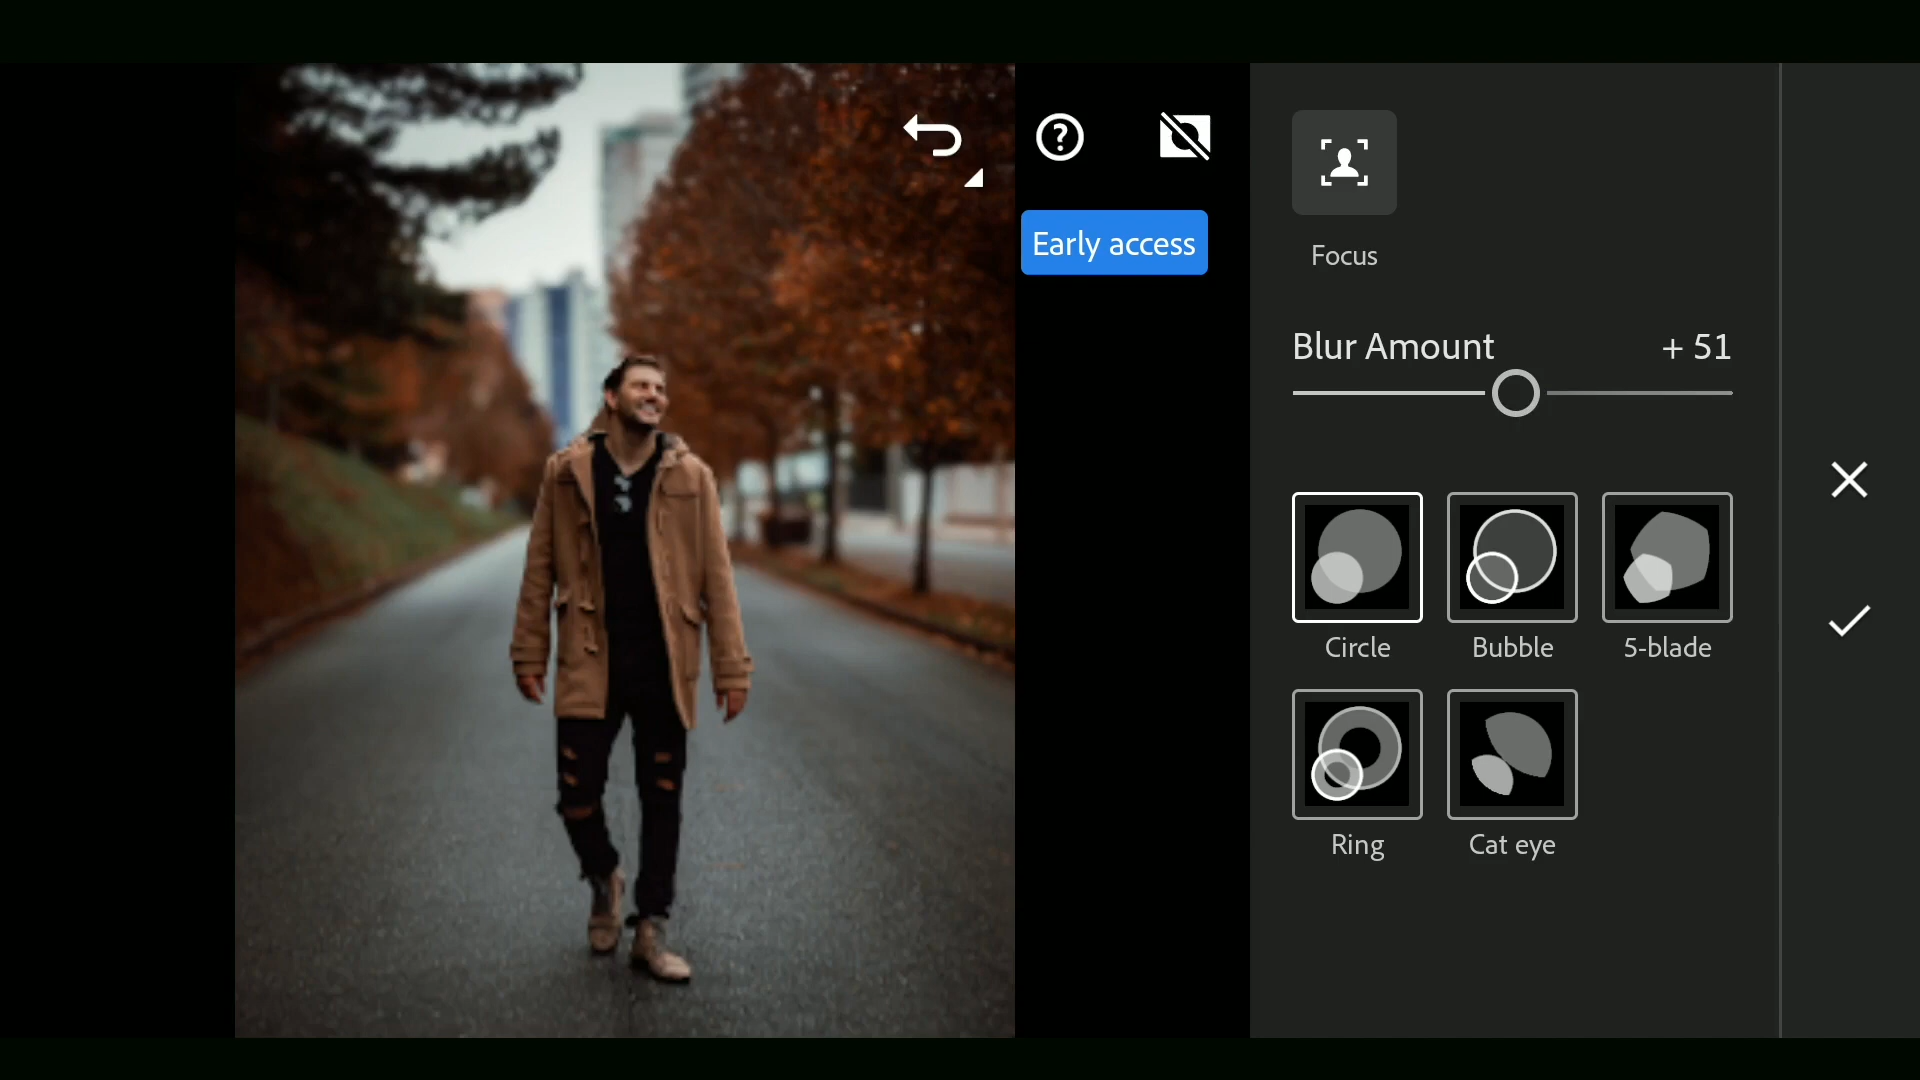 Early access
Focus
Blur Amount + 51
Circle Bubble 5-blade
Ring Cat eye